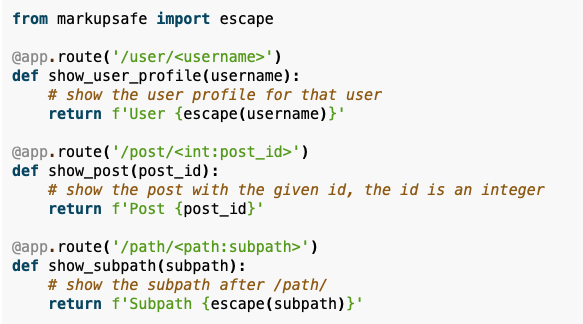 from markupsafe import escape

@app.route('/user/<username>')
def show_user_profile(username):
    # show the user profile for that user
    return f'User {escape(username)}'

@app.route('/post/<int:post_id>')
def show_post(post_id):
    # show the post with the given id, the id is an integer
    return f'Post {post_id}'

@app.route('/path/<path:subpath>')
def show_subpath(subpath):
    # show the subpath after /path/
    return f'Subpath {escape(subpath)}'